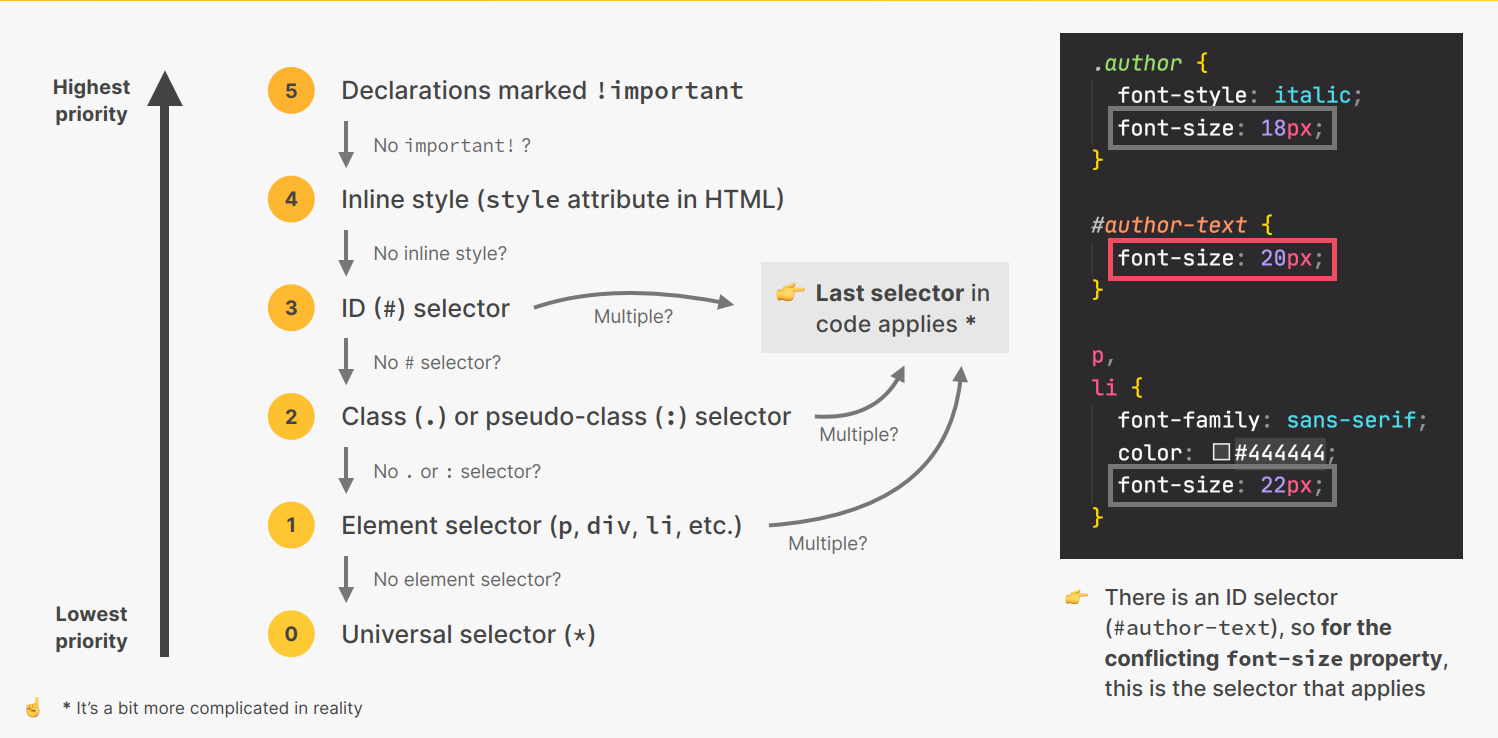 Highest
priority
5
Declarations marked !important
No important! ?
4
Inline style (style attribute in HTML)
No inline style?
3
ID (#) selector
Multiple?
👉 Last selector in
code applies *
No # selector?
2
Class (.) or pseudo-class (:) selector
Multiple?
No . or : selector?
1
Element selector (p, div, li, etc.)
Multiple?
No element selector?
Lowest
priority
0
Universal selector (*)
☝️ * It's a bit more complicated in reality
.author {
font-style: italic;
font-size: 18px;
}
#author-text {
font-size: 20px;
}
p,
li {
font-family: sans-serif;
color: #444444;
font-size: 22px;
}
👉 There is an ID selector
(#author-text), so for the
conflicting font-size property,
this is the selector that applies